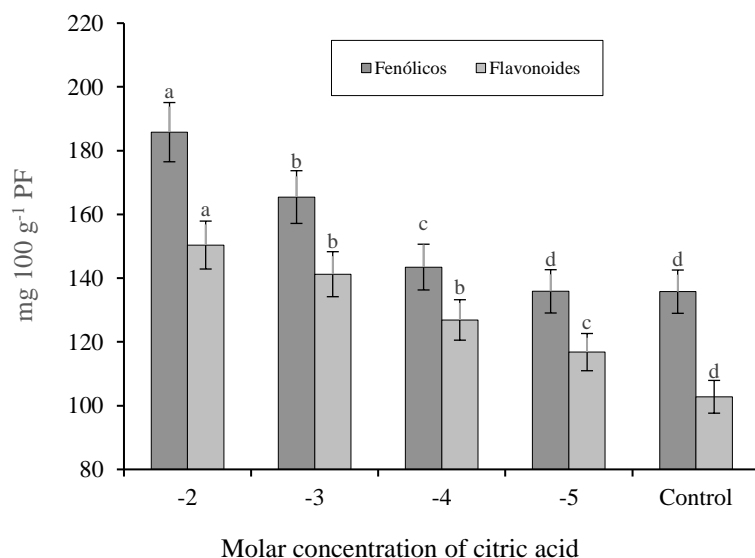 220
200
180
160
140
120
100
80
mg 100 g⁻¹ PF
Fenólicos Flavonoides
a
a
b
b
c
b
d
c
d
d
-2 -3 -4 -5 Control
Molar concentration of citric acid